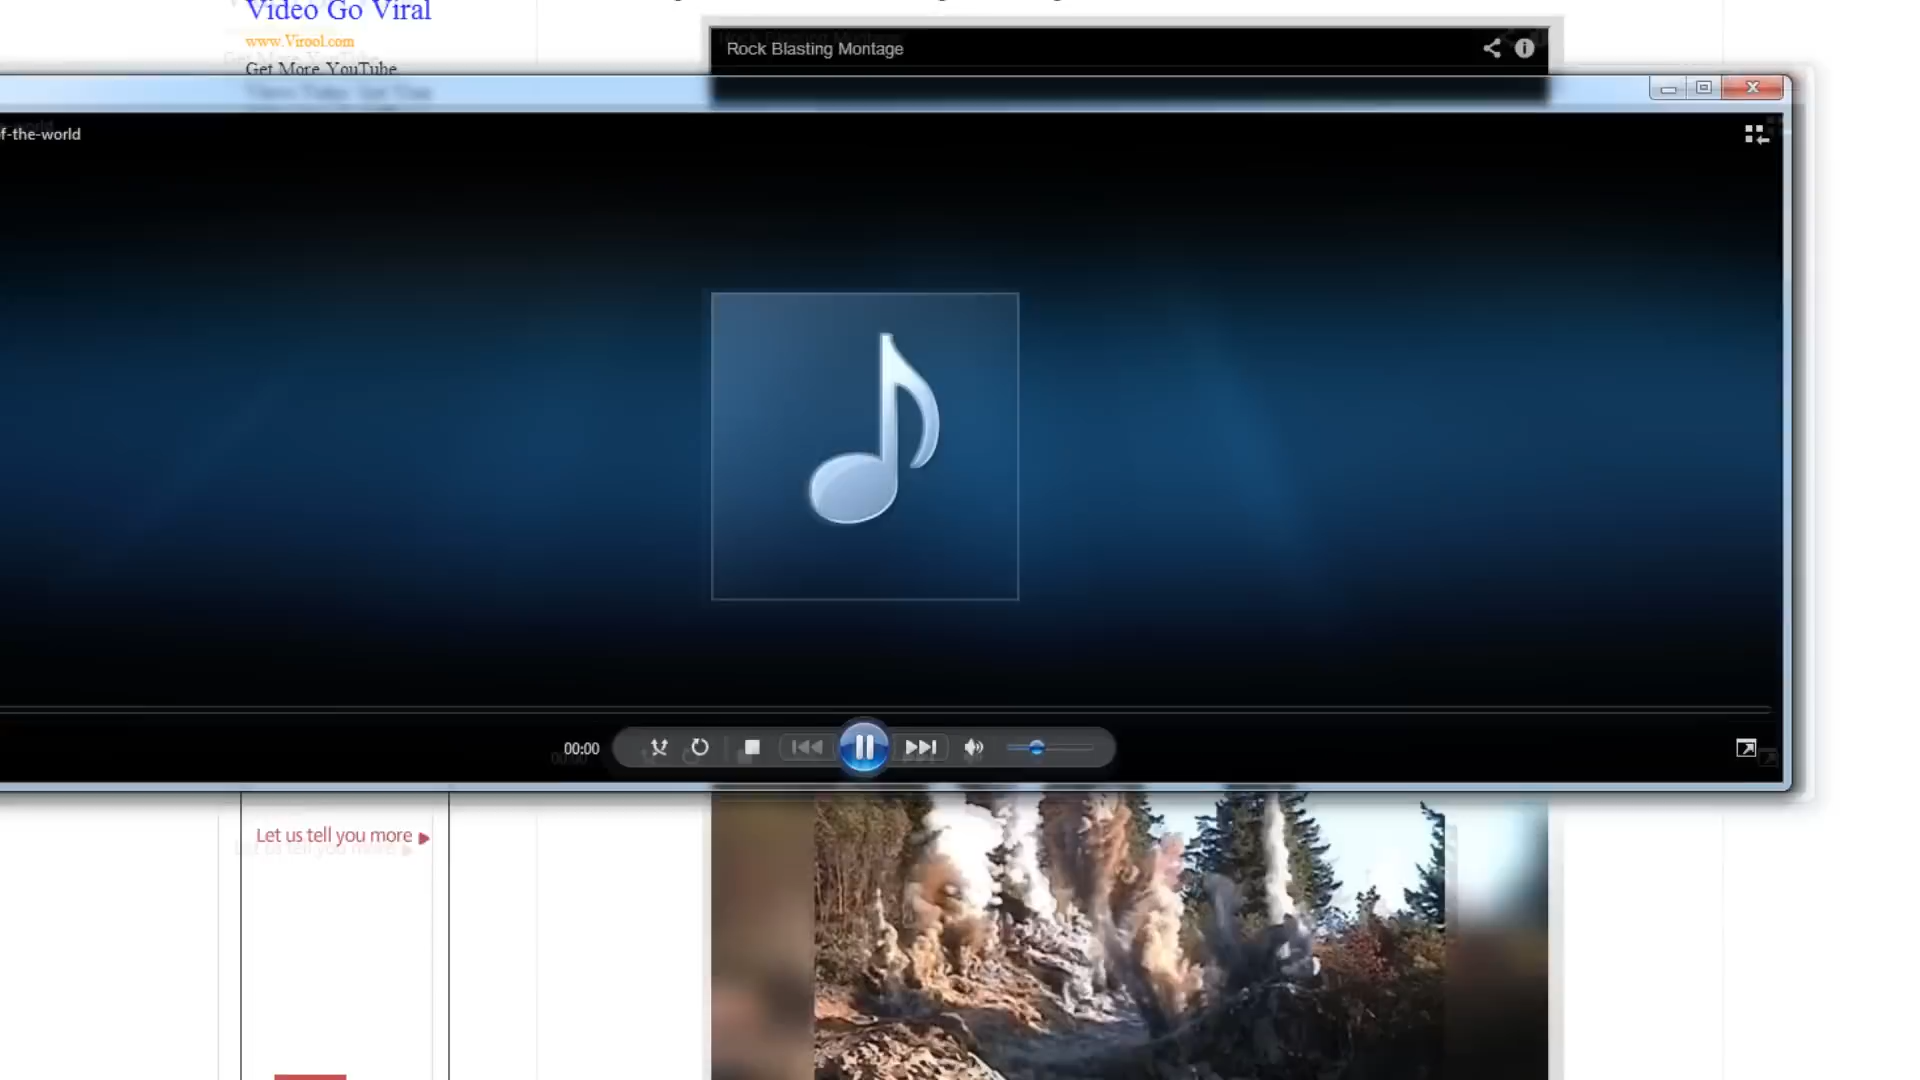 Video Go Viral
www.Virool.com
Get More YouTube
Rock Blasting Montage
f-the-world
00:00
Let us tell you more